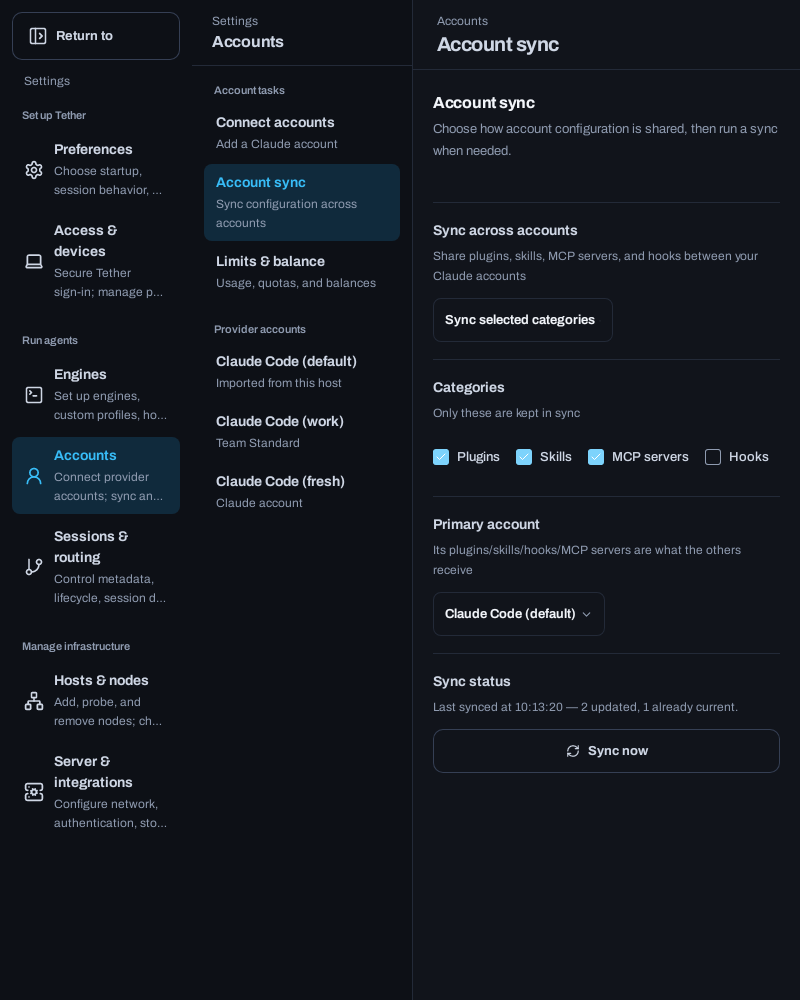 Return to
Settings
Set up Tether
Preferences
Choose startup,
session behavior, ...
Access &
devices
Secure Tether
sign-in; manage p...
Run agents
Engines
Set up engines,
custom profiles, ho...
Accounts
Connect provider
accounts; sync an...
Sessions &
routing
Control metadata,
lifecycle, session d...
Manage infrastructure
Hosts & nodes
Add, probe, and
remove nodes; ch...
Server &
integrations
Configure network,
authentication, sto...
Settings
Accounts
Account tasks
Connect accounts
Add a Claude account
Account sync
Sync configuration across
accounts
Limits & balance
Usage, quotas, and balances
Provider accounts
Claude Code (default)
Imported from this host
Claude Code (work)
Team Standard
Claude Code (fresh)
Claude account
Accounts
Account sync
Account sync
Choose how account configuration is shared, then run a sync
when needed.
Sync across accounts
Share plugins, skills, MCP servers, and hooks between your
Claude accounts
Sync selected categories
Categories
Only these are kept in sync
Plugins Skills MCP servers Hooks
Primary account
Its plugins/skills/hooks/MCP servers are what the others
receive
Claude Code (default)
Sync status
Last synced at 10:13:20 — 2 updated, 1 already current.
Sync now